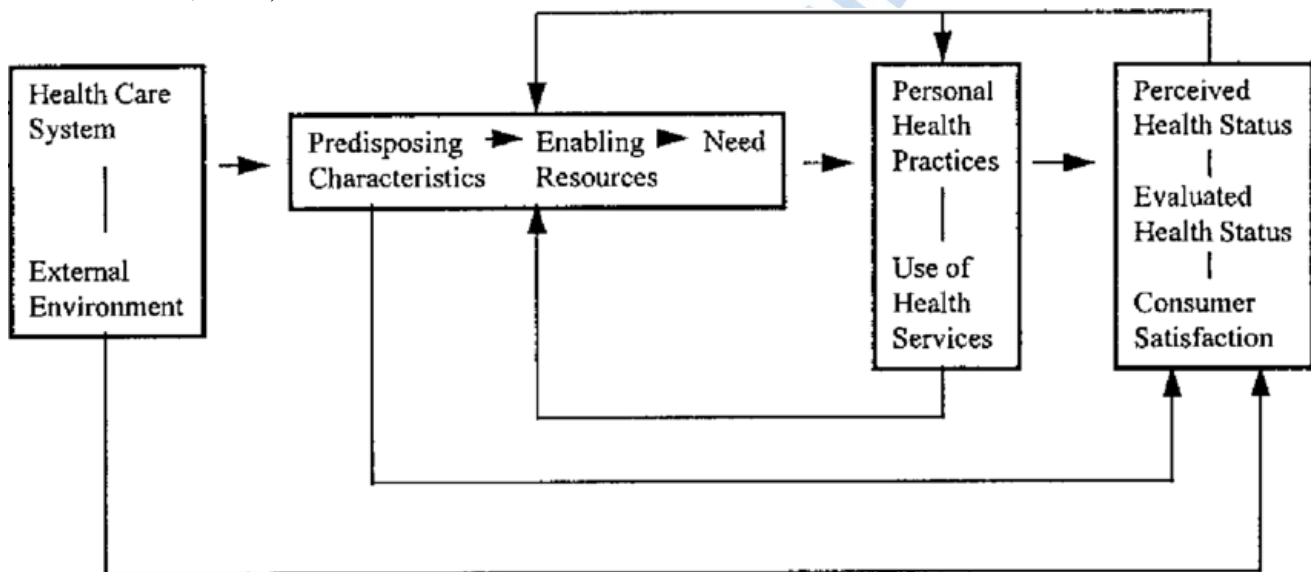 Health Care
System
External
Environment
Predisposing
Characteristics
Enabling
Resources
Need
Personal
Health
Practices
Use of
Health
Services
Perceived
Health Status
Evaluated
Health Status
Consumer
Satisfaction